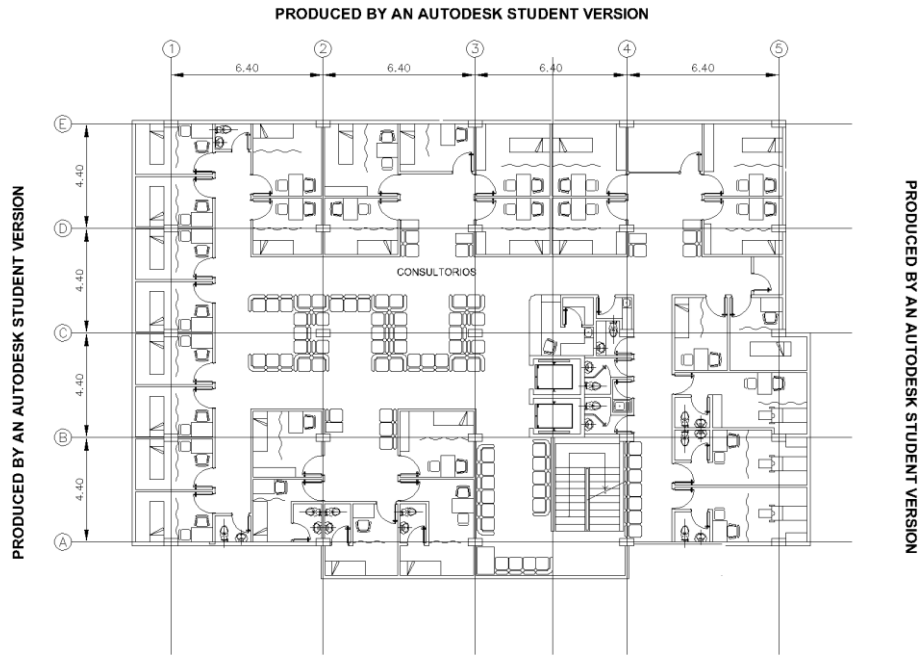 PRODUCED BY AN AUTODESK STUDENT VERSION
1 2 3 4 5
6.40 6.40 6.40 6.40
E
4.40
D
CONSULTORIOS
4.40
C
4.40
B
4.40
A
PRODUCED BY AN AUTODESK STUDENT VERSION
PRODUCED BY AN AUTODESK STUDENT VERSION